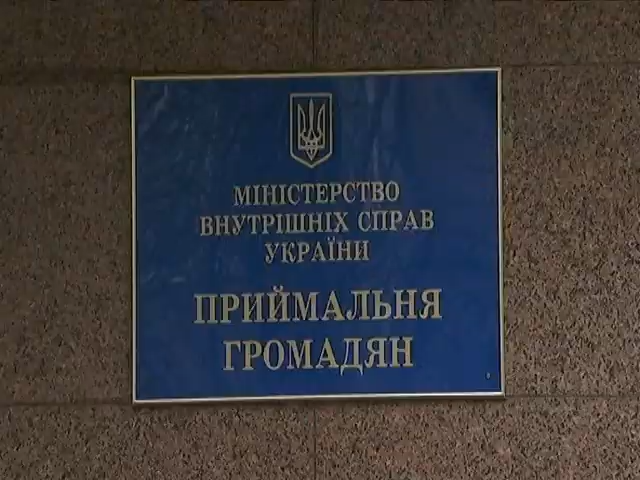 МІНІСТЕРСТВО
ВНУТРІШНІХ СПРАВ
УКРАЇНИ
ПРИЙМАЛЬНЯ
ГРОМАДЯН